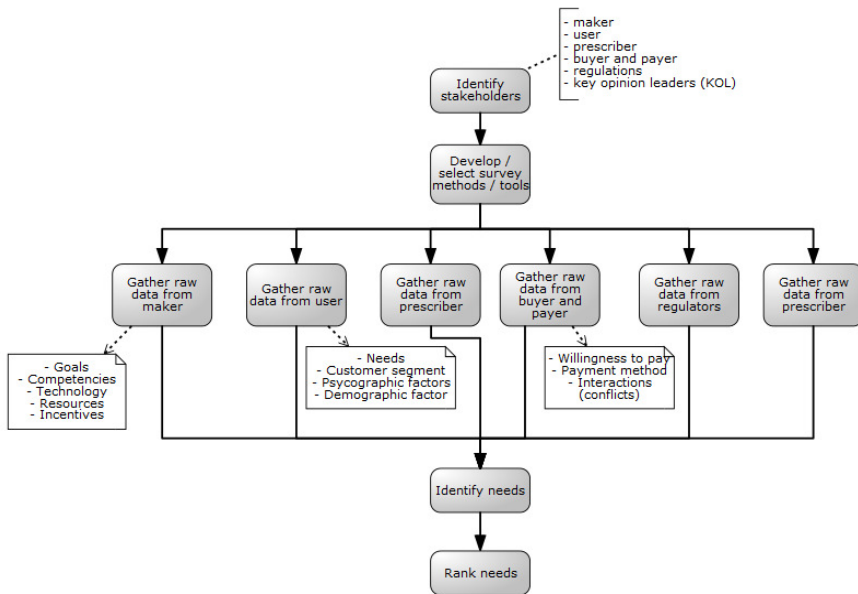 - maker
- user
- prescriber
- buyer and payer
- regulations
- key opinion leaders (KOL)
Identify
stakeholders
Develop /
select survey
methods / tools
Gather raw
data from
maker
Gather raw
data from user
Gather raw
data from
prescriber
Gather raw
data from
buyer and
payer
Gather raw
data from
regulators
Gather raw
data from
prescriber
- Goals
- Competencies
- Technology
- Resources
- Incentives
- Needs
- Customer segment
- Psycographic factors
- Demographic factor
- Willingness to pay
- Payment method
- Interactions
(conflicts)
Identify needs
Rank needs